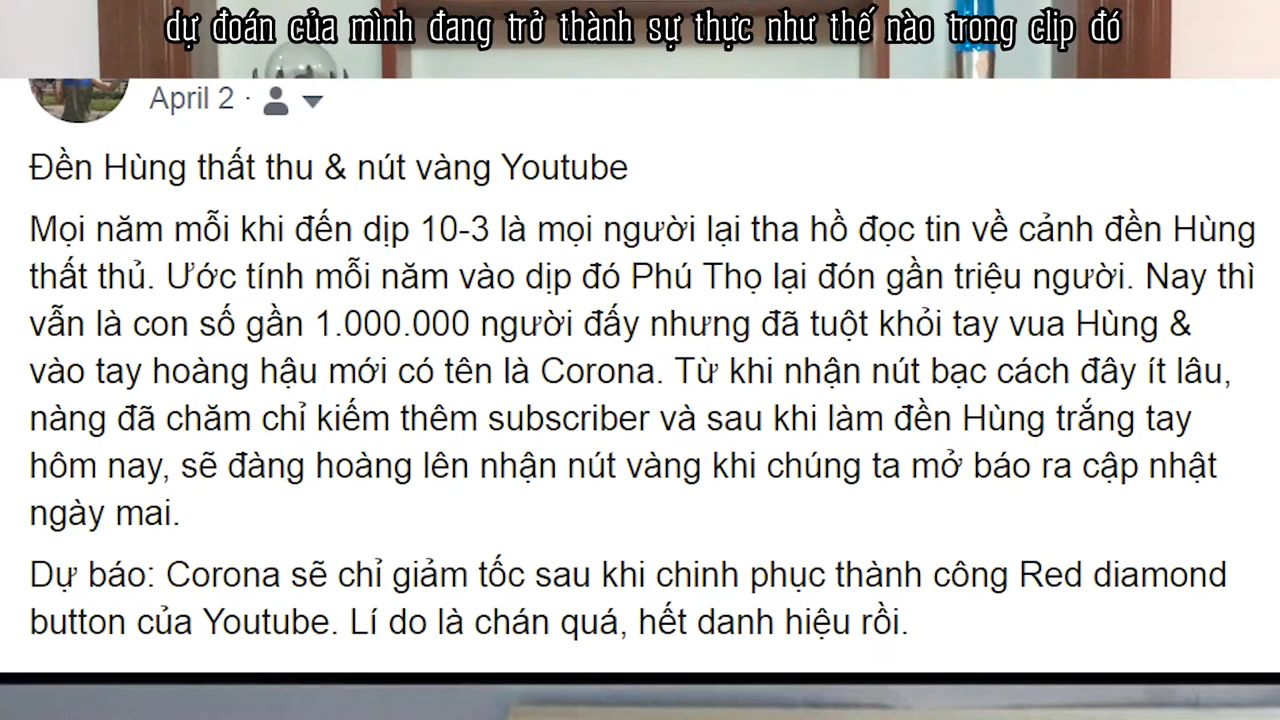 dự đoán của mình đang trở thành sự thực như thế nào trong clip đó
April 2 ·
Đền Hùng thất thu & nút vàng Youtube
Mọi năm mỗi khi đến dịp 10-3 là mọi người lại tha hồ đọc tin về cảnh đền Hùng
thất thủ. Ước tính mỗi năm vào dịp đó Phú Thọ lại đón gần triệu người. Nay thì
vẫn là con số gần 1.000.000 người đấy nhưng đã tuột khỏi tay vua Hùng &
vào tay hoàng hậu mới có tên là Corona. Từ khi nhận nút bạc cách đây ít lâu,
nàng đã chăm chỉ kiếm thêm subscriber và sau khi làm đền Hùng trắng tay
hôm nay, sẽ đàng hoàng lên nhận nút vàng khi chúng ta mở báo ra cập nhật
ngày mai.
Dự báo: Corona sẽ chỉ giảm tốc sau khi chinh phục thành công Red diamond
button của Youtube. Lí do là chán quá, hết danh hiệu rồi.